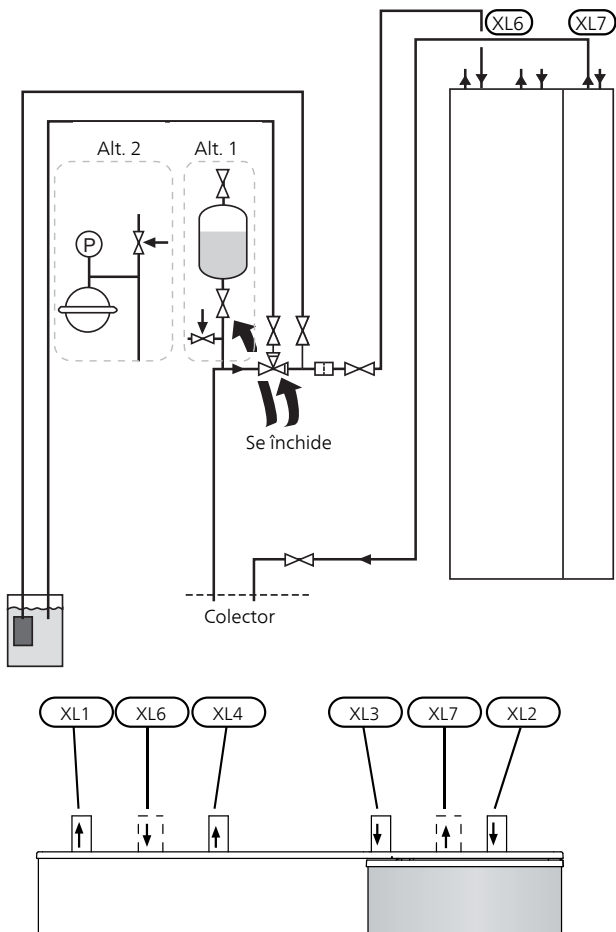 XL6 XL7
Alt. 2 Alt. 1
P
Se închide
Colector
XL1 XL6 XL4 XL3 XL7 XL2